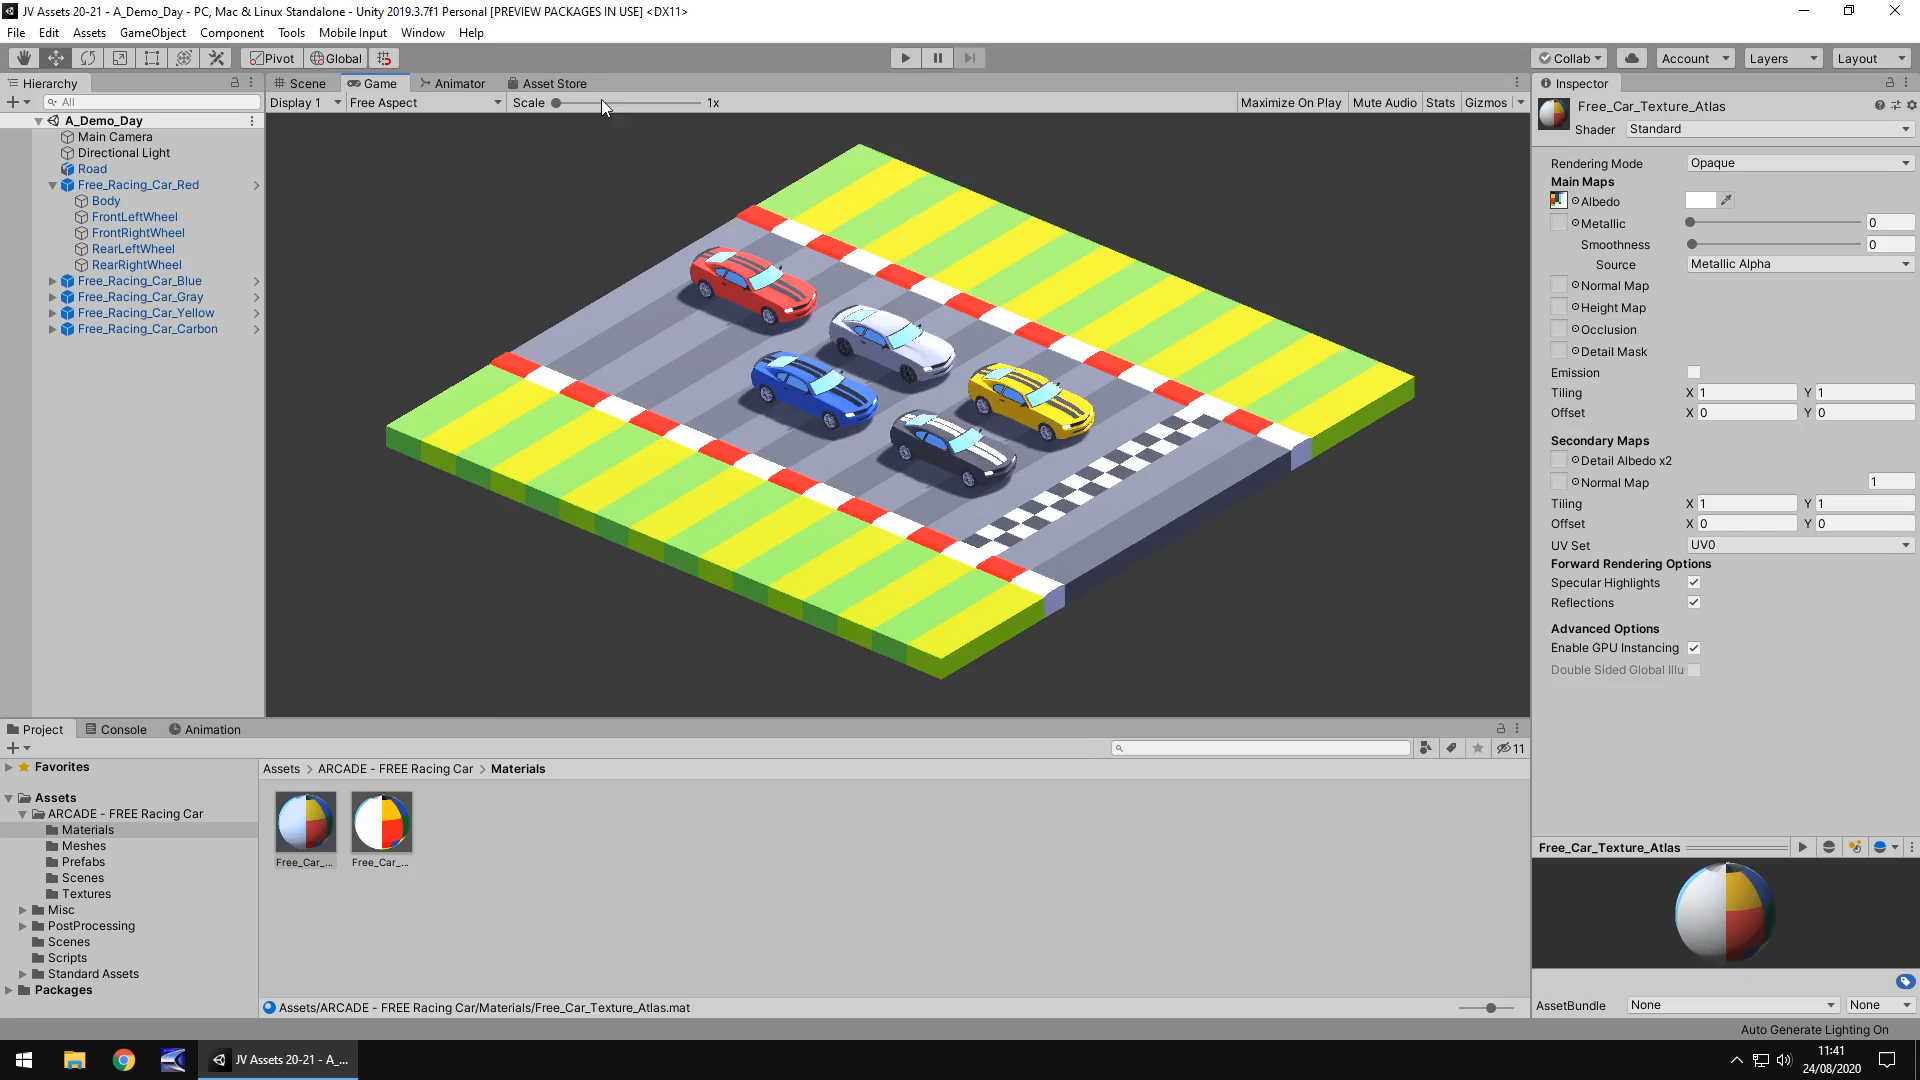 JV Assets 20-21 - A_Demo_Day - PC, Mac & Linux Standalone - Unity 2019.3.7f1 Personal [PREVIEW PACKAGES IN USE] <DX11>
File Edit Assets GameObject Component Tools Mobile Input Window Help
Pivot Global Collab Account Layers Layout
Hierarchy Scene Game Animator Asset Store Inspector
All Display 1 Free Aspect Scale 1x Maximize On Play Mute Audio Stats Gizmos
Free_Car_Texture_Atlas
Shader Standard
A_Demo_Day
Main Camera
Directional Light
Road
Free_Racing_Car_Red
Body
FrontLeftWheel
FrontRightWheel
RearLeftWheel
RearRightWheel
Free_Racing_Car_Blue
Free_Racing_Car_Gray
Free_Racing_Car_Yellow
Free_Racing_Car_Carbon
Rendering Mode Opaque
Main Maps
Albedo
Metallic 0
Smoothness 0
Source Metallic Alpha
Normal Map
Height Map
Occlusion
Detail Mask
Emission
Tiling X 1 Y 1
Offset X 0 Y 0
Secondary Maps
Detail Albedo x2
Normal Map 1
Tiling X 1 Y 1
Offset X 0 Y 0
UV Set UV0
Forward Rendering Options
Specular Highlights
Reflections
Advanced Options
Enable GPU Instancing
Double Sided Global Illu
Project Console Animation
11
Favorites
Assets
ARCADE - FREE Racing Car
Materials
Meshes
Prefabs
Scenes
Textures
Misc
PostProcessing
Scenes
Scripts
Standard Assets
Packages
Assets > ARCADE - FREE Racing Car > Materials
Free_Car_... Free_Car_...
Assets/ARCADE - FREE Racing Car/Materials/Free_Car_Texture_Atlas.mat
Free_Car_Texture_Atlas
AssetBundle None None
Auto Generate Lighting On
JV Assets 20-21 - A_...
11:41
24/08/2020